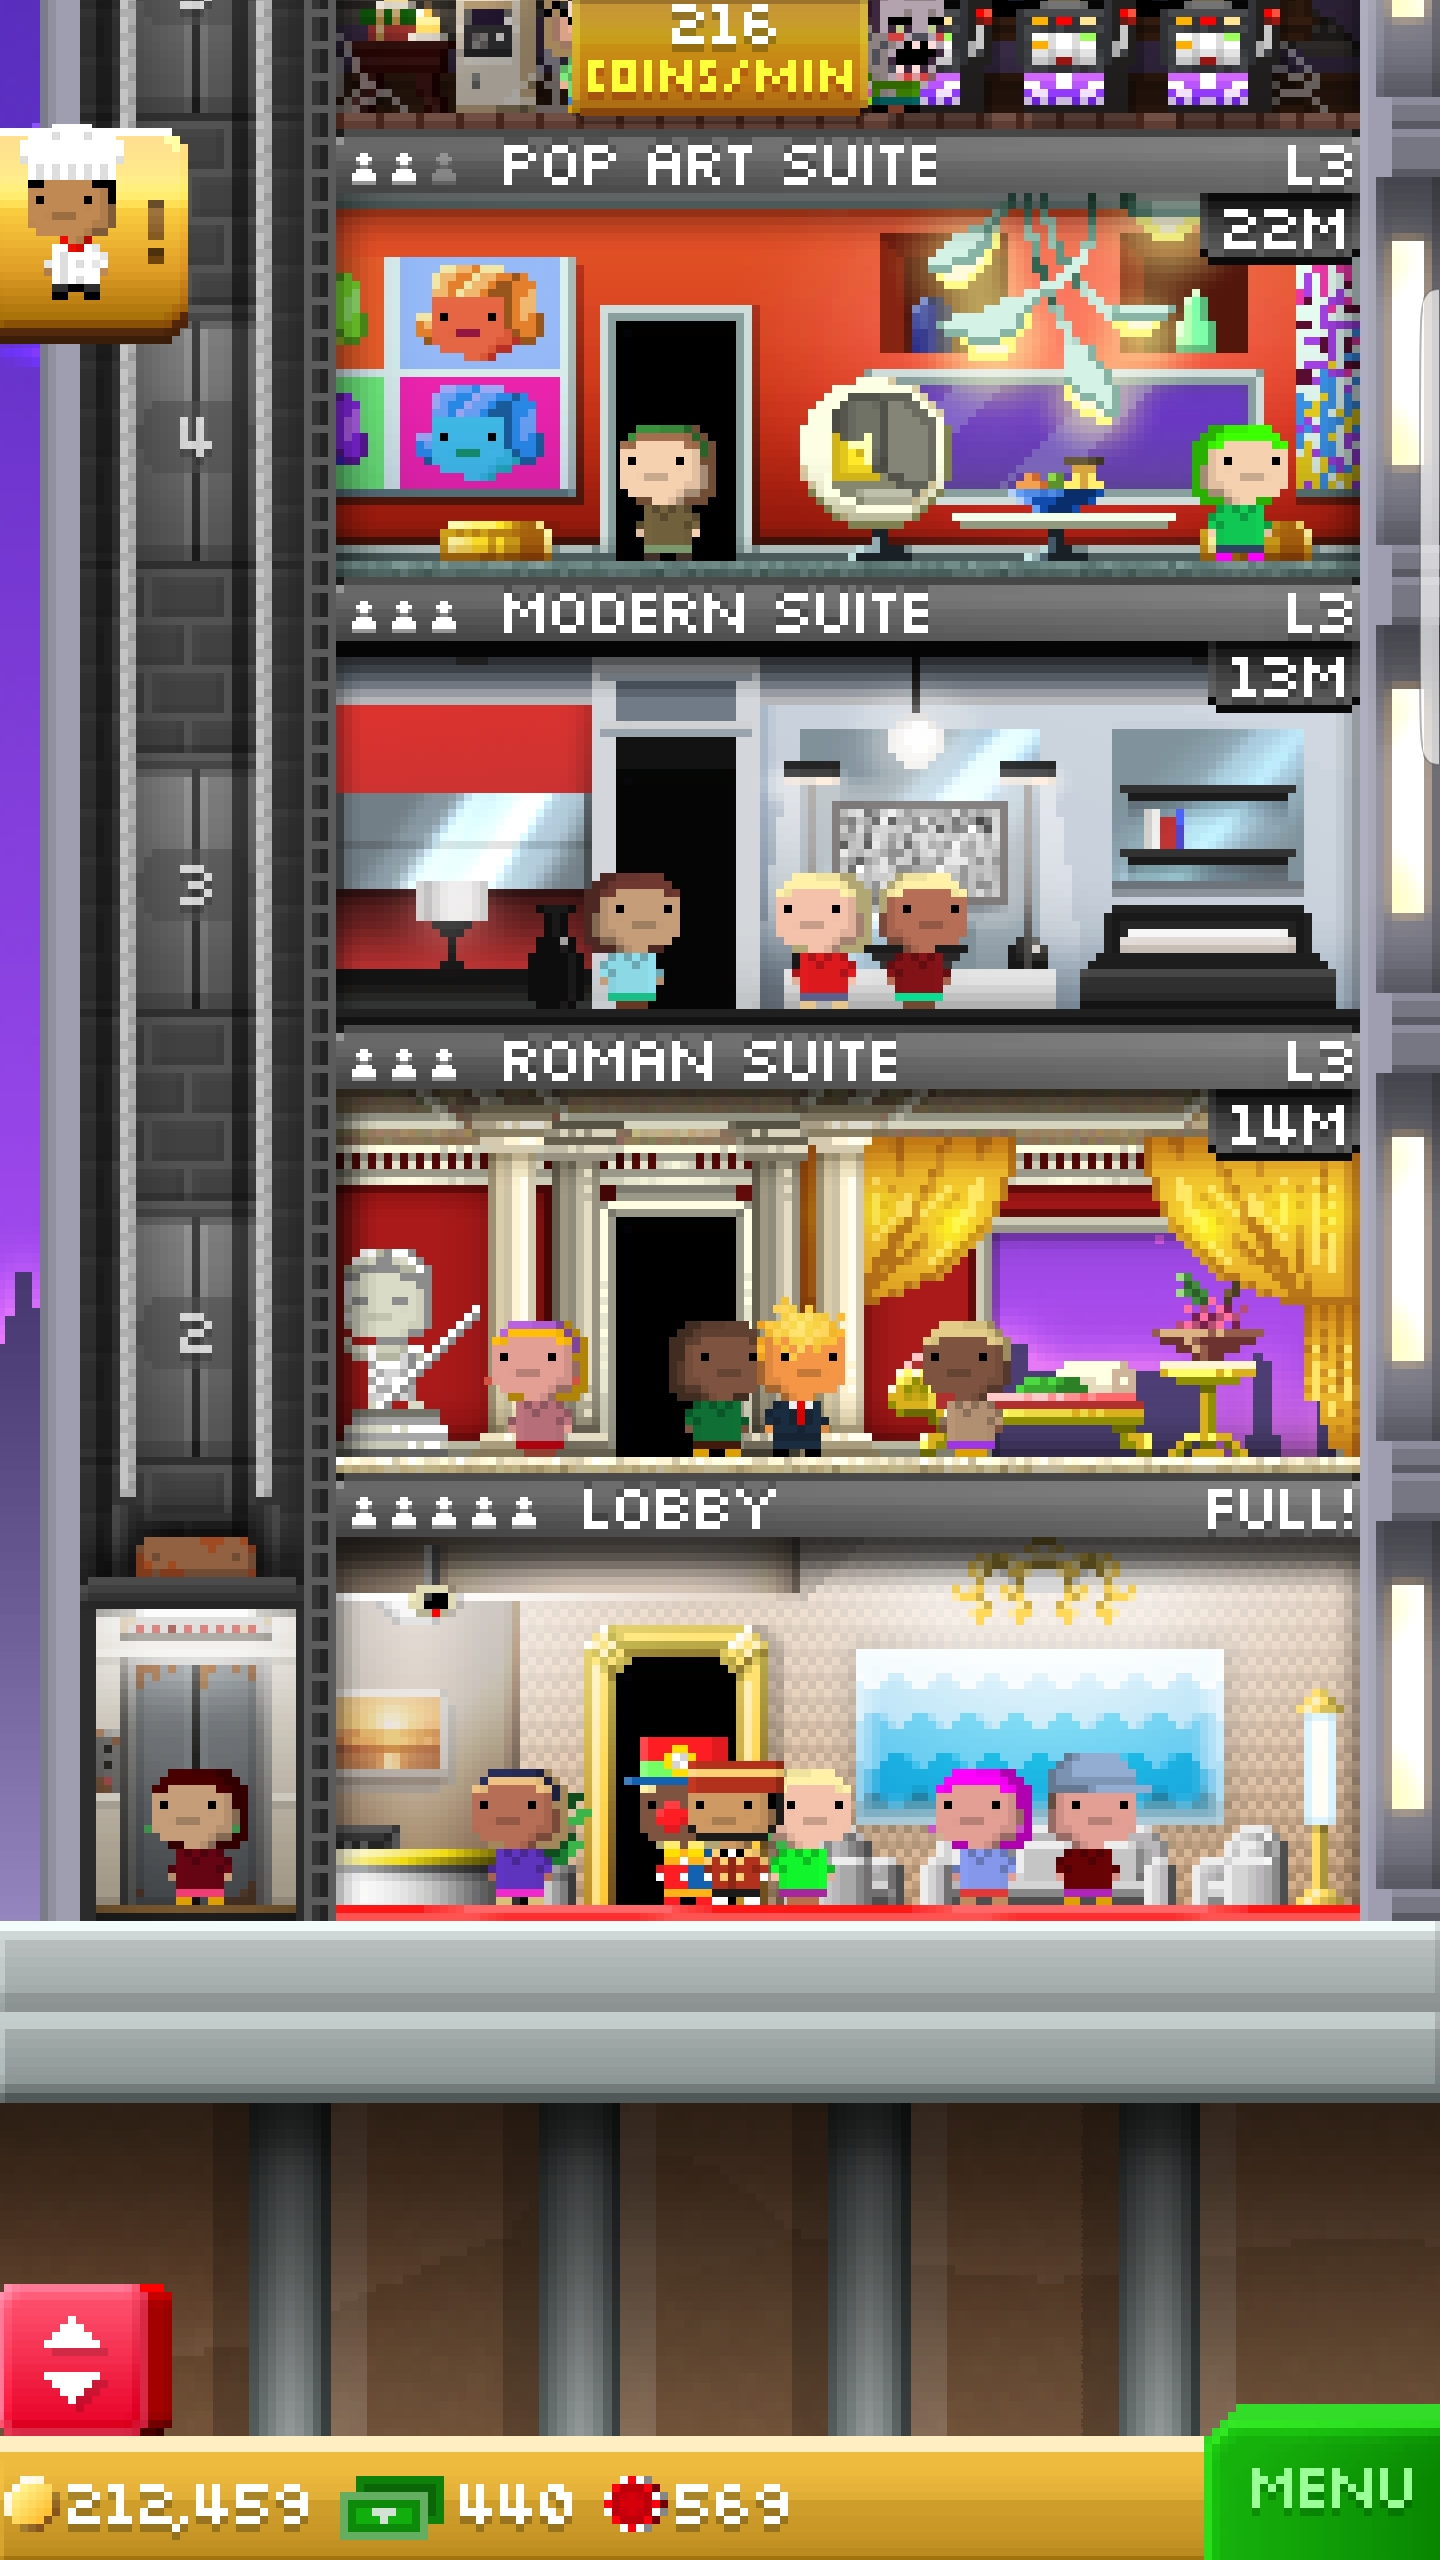 216
COINS/MIN
POP ART SUITE L3
22M
!
4
MODERN SUITE L3
13M
3
ROMAN SUITE L3
14M
2
LOBBY FULL!
212,459 440 569
MENU